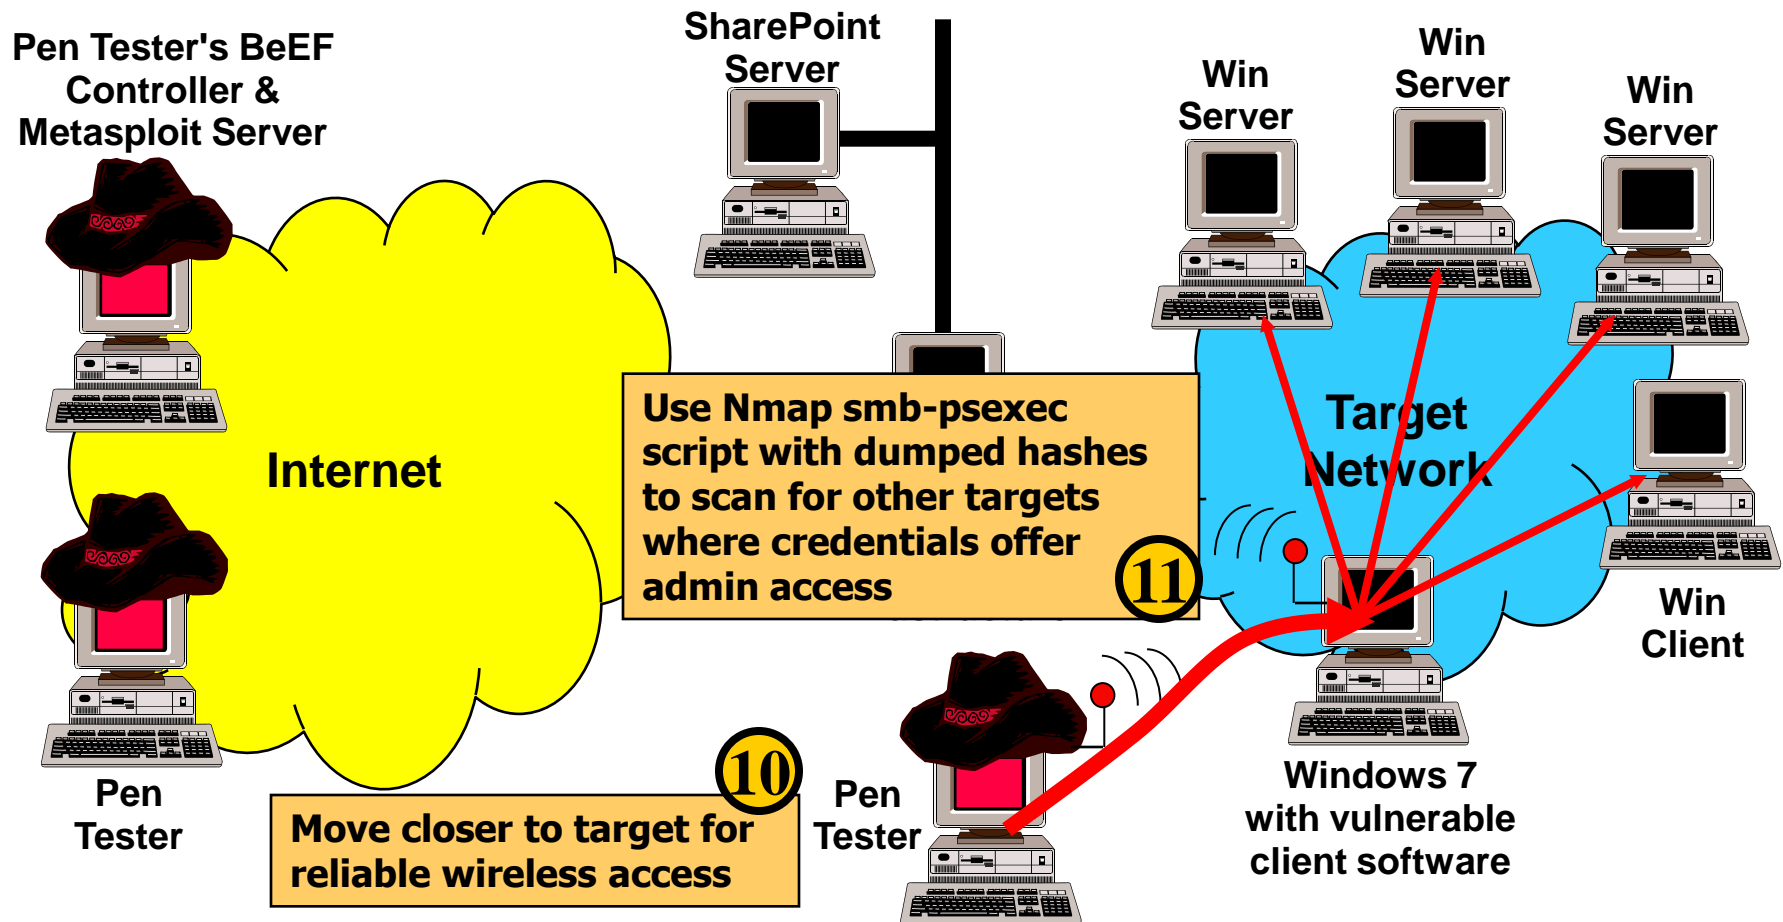 Pen Tester's BeEF
Controller &
Metasploit Server
SharePoint
Server
Win
Server
Win
Server
Win
Server
Internet
Use Nmap smb-psexec
script with dumped hashes
to scan for other targets
where credentials offer
admin access
11
Target
Network
Win
Client
Pen
Tester
10
Move closer to target for
reliable wireless access
Pen
Tester
Windows 7
with vulnerable
client software